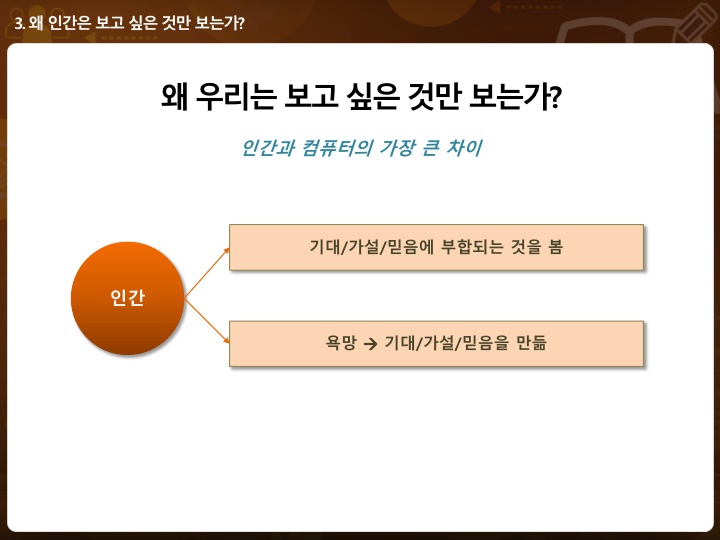 3. 왜 인간은 보고 싶은 것만 보는가?
왜 우리는 보고 싶은 것만 보는가?
인간과 컴퓨터의 가장 큰 차이
기대/가설/믿음에 부합되는 것을 봄
인간
욕망 → 기대/가설/믿음을 만듦